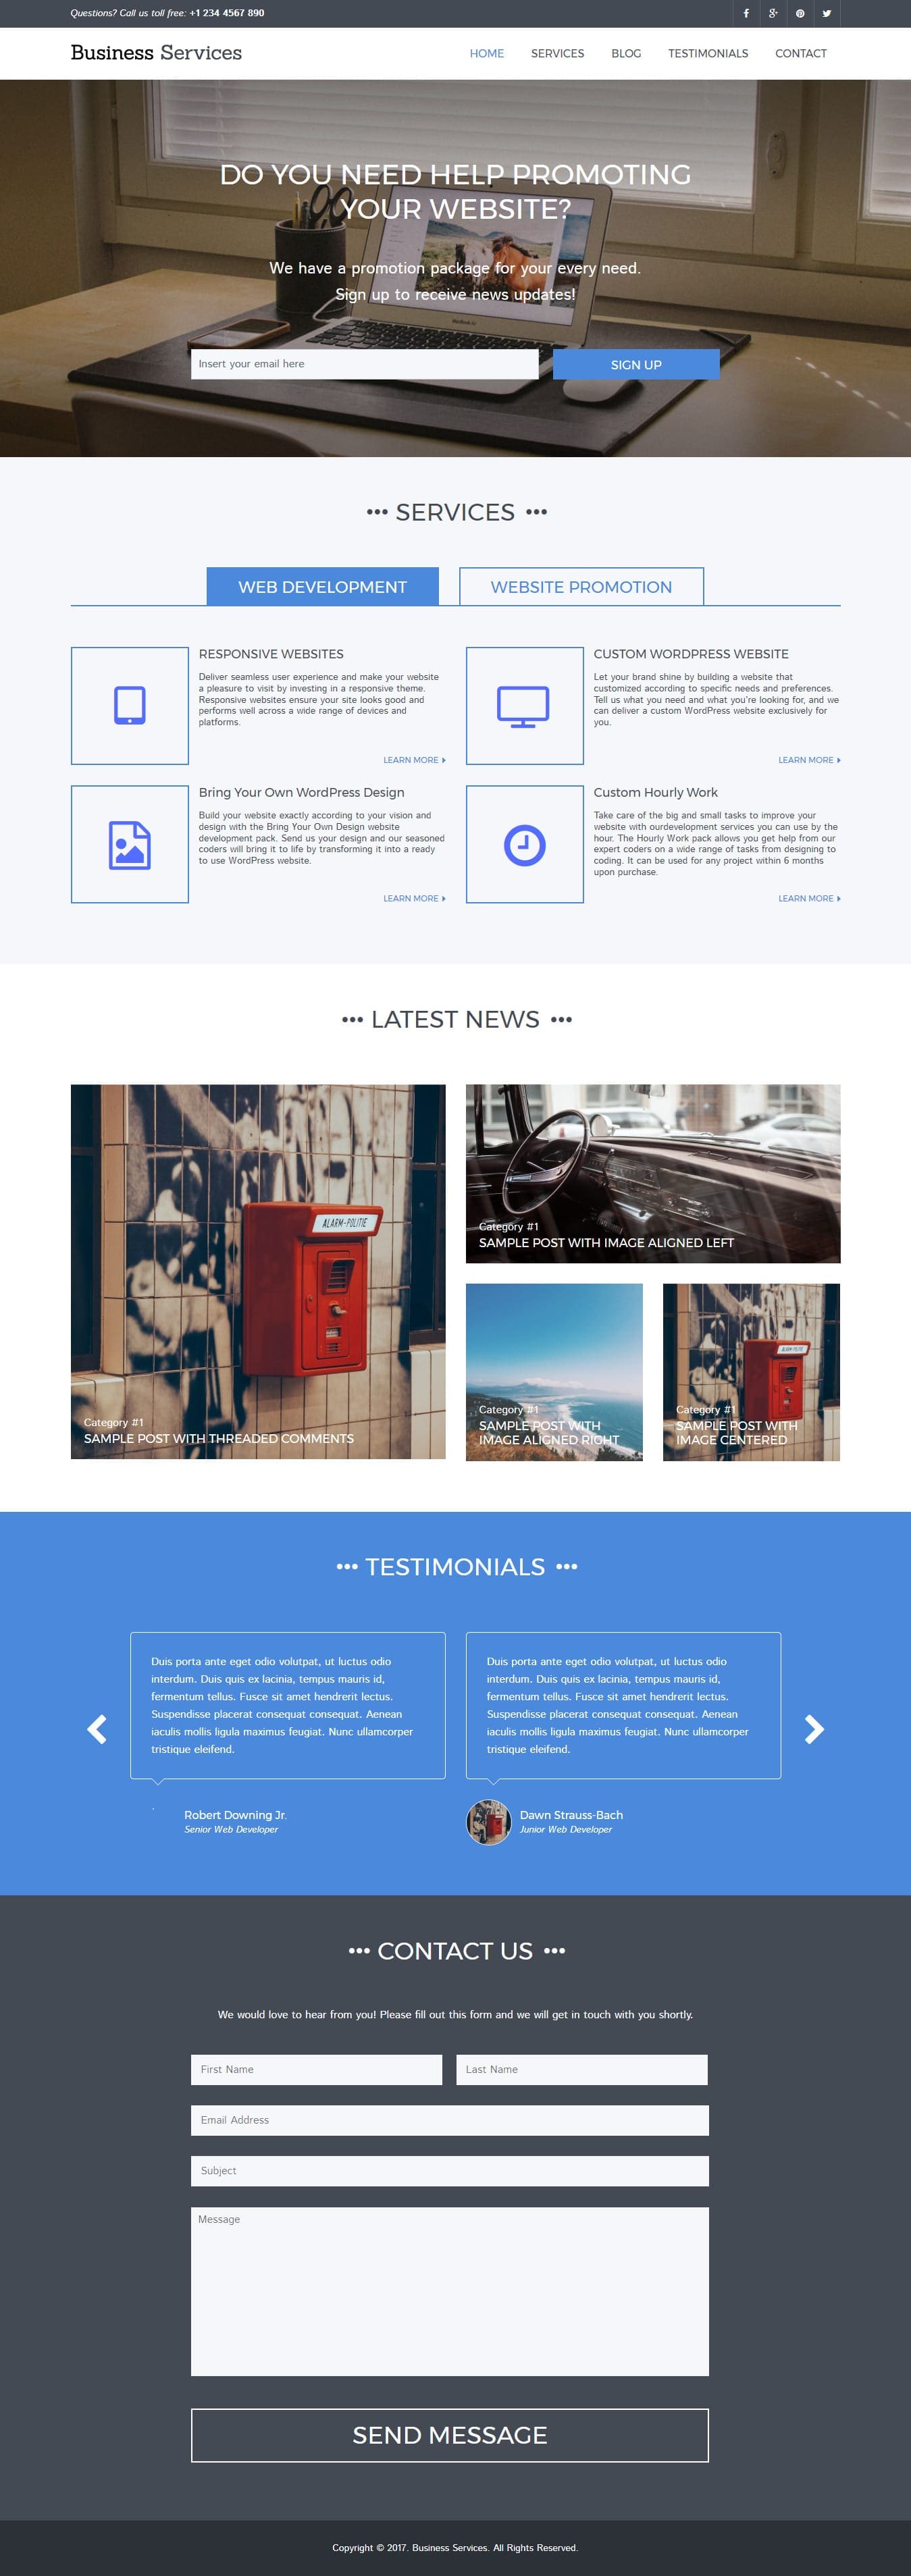 Questions? Call us toll free: +1 234 4567 890
Business Services
HOME SERVICES BLOG TESTIMONIALS CONTACT
DO YOU NEED HELP PROMOTING
YOUR WEBSITE?
We have a promotion package for your every need.
Sign up to receive news updates!
MacBook Air
Insert your email here
SIGN UP
••• SERVICES •••
WEB DEVELOPMENT
WEBSITE PROMOTION
RESPONSIVE WEBSITES
Deliver seamless user experience and make your website
a pleasure to visit by investing in a responsive theme.
Responsive websites ensure your site looks good and
performs well across a wide range of devices and
platforms.
LEARN MORE
CUSTOM WORDPRESS WEBSITE
Let your brand shine by building a website that
customized according to specific needs and preferences.
Tell us what you need and what you're looking for, and we
can deliver a custom WordPress website exclusively for
you.
LEARN MORE
Bring Your Own WordPress Design
Build your website exactly according to your vision and
design with the Bring Your Own Design website
development pack. Send us your design and our seasoned
coders will bring it to life by transforming it into a ready
to use WordPress website.
LEARN MORE
Custom Hourly Work
Take care of the big and small tasks to improve your
website with ourdevelopment services you can use by the
hour. The Hourly Work pack allows you get help from our
expert coders on a wide range of tasks from designing to
coding. It can be used for any project within 6 months
upon purchase.
LEARN MORE
••• LATEST NEWS •••
ALARM-POLITIE
Category #1
SAMPLE POST WITH THREADED COMMENTS
Category #1
SAMPLE POST WITH IMAGE ALIGNED LEFT
Category #1
SAMPLE POST WITH
IMAGE ALIGNED RIGHT
ALARM-POLITIE
Category #1
SAMPLE POST WITH
IMAGE CENTERED
••• TESTIMONIALS •••
Duis porta ante eget odio volutpat, ut luctus odio
interdum. Duis quis ex lacinia, tempus mauris id,
fermentum tellus. Fusce sit amet hendrerit lectus.
Suspendisse placerat consequat consequat. Aenean
iaculis mollis ligula maximus feugiat. Nunc ullamcorper
tristique eleifend.
Robert Downing Jr.
Senior Web Developer
Duis porta ante eget odio volutpat, ut luctus odio
interdum. Duis quis ex lacinia, tempus mauris id,
fermentum tellus. Fusce sit amet hendrerit lectus.
Suspendisse placerat consequat consequat. Aenean
iaculis mollis ligula maximus feugiat. Nunc ullamcorper
tristique eleifend.
Dawn Strauss-Bach
Junior Web Developer
••• CONTACT US •••
We would love to hear from you! Please fill out this form and we will get in touch with you shortly.
First Name
Last Name
Email Address
Subject
Message
SEND MESSAGE
Copyright © 2017. Business Services. All Rights Reserved.